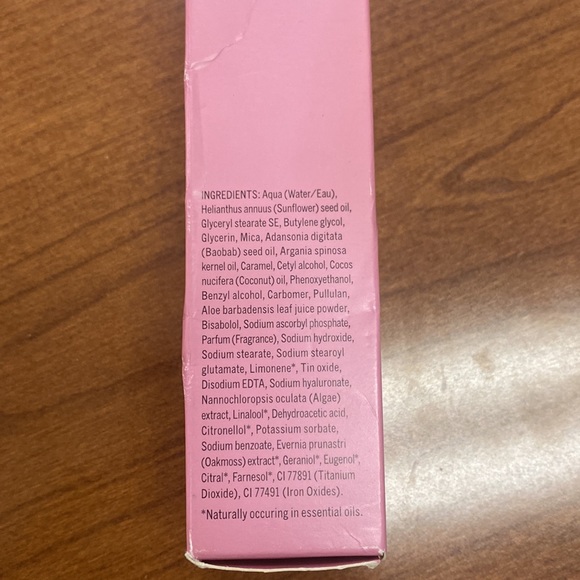 INGREDIENTS: Aqua (Water/Eau),
Helianthus annuus (Sunflower) seed oil,
Glyceryl stearate SE, Butylene glycol,
Glycerin, Mica, Adansonia digitata
(Baobab) seed oil, Argania spinosa
kernel oil, Caramel, Cetyl alcohol, Cocos
nucifera (Coconut) oil, Phenoxyethanol,
Benzyl alcohol, Carbomer, Pullulan,
Aloe barbadensis leaf juice powder,
Bisabolol, Sodium ascorbyl phosphate,
Parfum (Fragrance), Sodium hydroxide,
Sodium stearate, Sodium stearoyl
glutamate, Limonene*, Tin oxide,
Disodium EDTA, Sodium hyaluronate,
Nannochloropsis oculata (Algae)
extract, Linalool*, Dehydroacetic acid,
Citronellol*, Potassium sorbate,
Sodium benzoate, Evernia prunastri
(Oakmoss) extract*, Geraniol*, Eugenol*,
Citral*, Farnesol*, CI 77891 (Titanium
Dioxide), CI 77491 (Iron Oxides).
*Naturally occuring in essential oils.